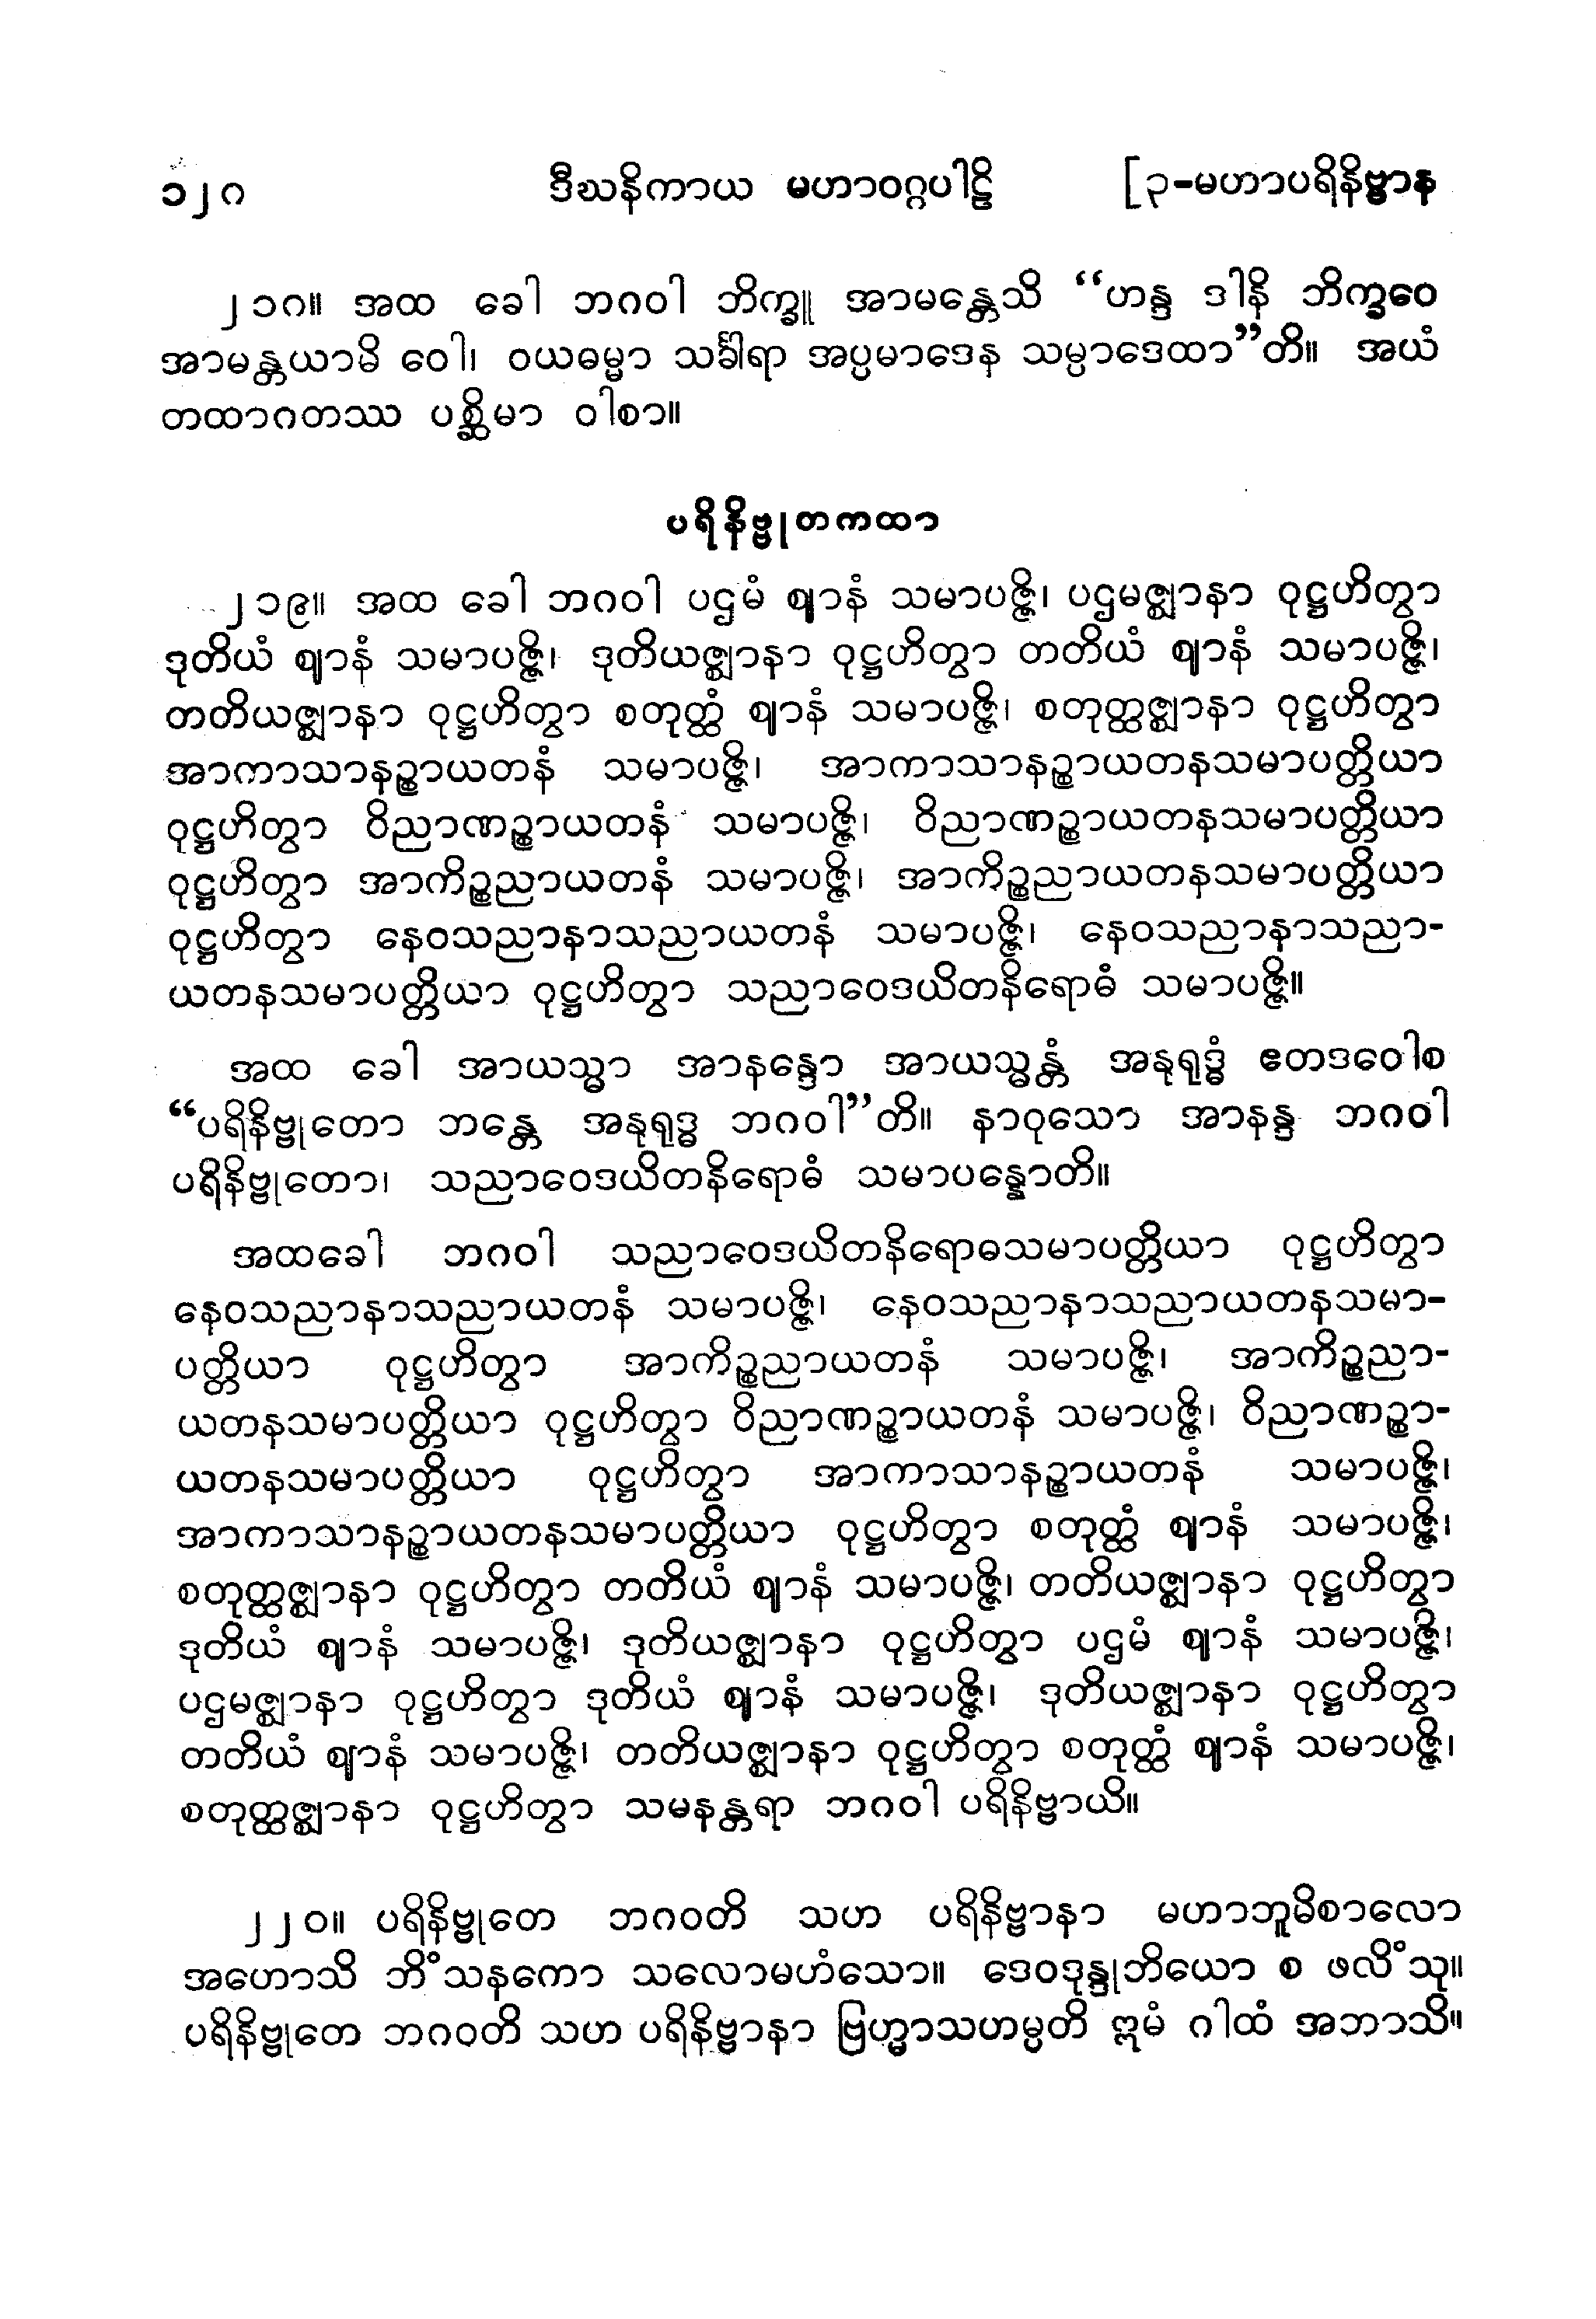 ၁၂၈ ဒီဃနိကာယ မဟာဝဂ္ဂပါဠိ [၃-မဟာပရိနိဗ္ဗာန
၂၁၈။ အထ ခေါ ဘဂဝါ ဘိက္ခူ အာမန္တေသိ “ဟန္ဒ ဒါနိ ဘိက္ခဝေ
အာမန္တယာမိ ဝေါ၊ ဝယဓမ္မာ သင်္ခါရာ အပ္ပမာဒေန သမ္ပာဒေထာ”တိ။ အယံ
တထာဂတဿ ပစ္ဆိမာ ဝါစာ။
ပရိနိဗ္ဗုတကထာ
၂၁၉။ အထ ခေါ ဘဂဝါ ပဌမံ ဈာနံ သမာပဇ္ဇိ၊ ပဌမဇ္ဈာနာ ဝုဋ္ဌဟိတွာ
ဒုတိယံ ဈာနံ သမာပဇ္ဇိ၊ ဒုတိယဇ္ဈာနာ ဝုဋ္ဌဟိတွာ တတိယံ ဈာနံ သမာပဇ္ဇိ၊
တတိယဇ္ဈာနာ ဝုဋ္ဌဟိတွာ စတုတ္ထံ ဈာနံ သမာပဇ္ဇိ၊ စတုတ္ထဇ္ဈာနာ ဝုဋ္ဌဟိတွာ
အာကာသာနဉ္စာယတနံ သမာပဇ္ဇိ၊ အာကာသာနဉ္စာယတနသမာပတ္တိယာ
ဝုဋ္ဌဟိတွာ ဝိညာဏဉ္စာယတနံ သမာပဇ္ဇိ၊ ဝိညာဏဉ္စာယတနသမာပတ္တိယာ
ဝုဋ္ဌဟိတွာ အာကိဉ္စညာယတနံ သမာပဇ္ဇိ၊ အာကိဉ္စညာယတနသမာပတ္တိယာ
ဝုဋ္ဌဟိတွာ နေဝသညာနာသညာယတနံ သမာပဇ္ဇိ၊ နေဝသညာနာသညာ-
ယတနသမာပတ္တိယာ ဝုဋ္ဌဟိတွာ သညာဝေဒယိတနိရောဓံ သမာပဇ္ဇိ။
အထ ခေါ အာယသ္မာ အာနန္ဒော အာယသ္မန္တံ အနုရုဒ္ဓံ ဧတဒဝေါစ
“ပရိနိဗ္ဗုတော ဘန္တေ အနုရုဒ္ဓ ဘဂဝါ”တိ။ နာဝုသော အာနန္ဒ ဘဂဝါ
ပရိနိဗ္ဗုတော၊ သညာဝေဒယိတနိရောဓံ သမာပန္နောတိ။
အထခေါ ဘဂဝါ သညာဝေဒယိတနိရောဓသမာပတ္တိယာ ဝုဋ္ဌဟိတွာ
နေဝသညာနာသညာယတနံ သမာပဇ္ဇိ၊ နေဝသညာနာသညာယတနသမာ-
ပတ္တိယာ ဝုဋ္ဌဟိတွာ အာကိဉ္စညာယတနံ သမာပဇ္ဇိ၊ အာကိဉ္စညာ-
ယတနသမာပတ္တိယာ ဝုဋ္ဌဟိတွာ ဝိညာဏဉ္စာယတနံ သမာပဇ္ဇိ၊ ဝိညာဏဉ္စာ-
ယတနသမာပတ္တိယာ ဝုဋ္ဌဟိတွာ အာကာသာနဉ္စာယတနံ သမာပဇ္ဇိ၊
အာကာသာနဉ္စာယတနသမာပတ္တိယာ ဝုဋ္ဌဟိတွာ စတုတ္ထံ ဈာနံ သမာပဇ္ဇိ၊
စတုတ္ထဇ္ဈာနာ ဝုဋ္ဌဟိတွာ တတိယံ ဈာနံ သမာပဇ္ဇိ၊ တတိယဇ္ဈာနာ ဝုဋ္ဌဟိတွာ
ဒုတိယံ ဈာနံ သမာပဇ္ဇိ၊ ဒုတိယဇ္ဈာနာ ဝုဋ္ဌဟိတွာ ပဌမံ ဈာနံ သမာပဇ္ဇိ၊
ပဌမဇ္ဈာနာ ဝုဋ္ဌဟိတွာ ဒုတိယံ ဈာနံ သမာပဇ္ဇိ၊ ဒုတိယဇ္ဈာနာ ဝုဋ္ဌဟိတွာ
တတိယံ ဈာနံ သမာပဇ္ဇိ၊ တတိယဇ္ဈာနာ ဝုဋ္ဌဟိတွာ စတုတ္ထံ ဈာနံ သမာပဇ္ဇိ၊
စတုတ္ထဇ္ဈာနာ ဝုဋ္ဌဟိတွာ သမနန္တရာ ဘဂဝါ ပရိနိဗ္ဗာယိ။
၂၂၀။ ပရိနိဗ္ဗုတေ ဘဂဝတိ သဟ ပရိနိဗ္ဗာနာ မဟာဘူမိစာလော
အဟောသိ ဘိံသနကော သလောမဟံသော။ ဒေဝဒုန္ဒုဘိယော စ ဖလိံသု။
ပရိနိဗ္ဗုတေ ဘဂဝတိ သဟ ပရိနိဗ္ဗာနာ ဗြဟ္မာသဟမ္ပတိ ဣမံ ဂါထံ အဘာသိ။